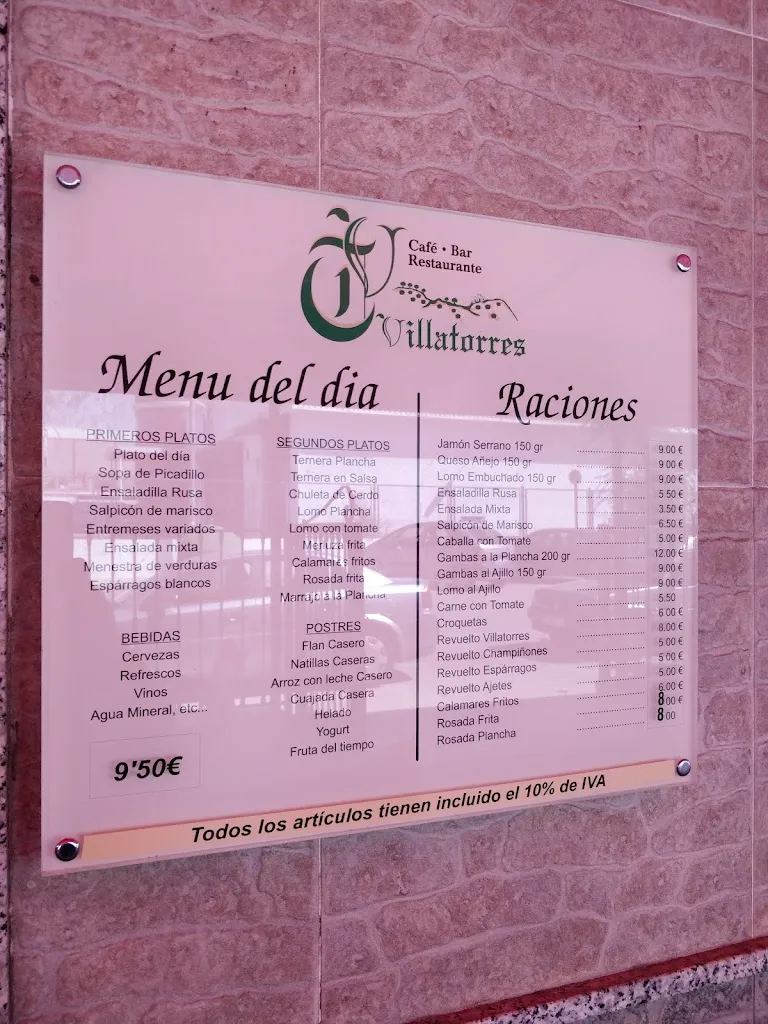 Café · Bar
Restaurante
Villatorres
Menu del dia
PRIMEROS PLATOS
Plato del día
Sopa de Picadillo
Ensaladilla Rusa
Salpicón de marisco
Entremeses variados
Ensalada mixta
Menestra de verduras
Espárragos blancos
BEBIDAS
Cervezas
Refrescos
Vinos
Agua Mineral, etc...
9'50€
SEGUNDOS PLATOS
Ternera Plancha
Ternera en Salsa
Chuleta de Cerdo
Lomo Plancha
Lomo con tomate
Merluza frita
Calamares fritos
Rosada frita
Marrajo a la Plancha
POSTRES
Flan Casero
Natillas Caseras
Arroz con leche Casero
Cuajada Casera
Helado
Yogurt
Fruta del tiempo
Raciones
Jamón Serrano 150 gr 9.00 €
Queso Añejo 150 gr 9.00 €
Lomo Embuchado 150 gr 9.00 €
Ensaladilla Rusa 5.50 €
Ensalada Mixta 3.50 €
Salpicón de Marisco 6.50 €
Caballa con Tomate 5.00 €
Gambas a la Plancha 200 gr 12.00 €
Gambas al Ajillo 150 gr 9.00 €
Lomo al Ajillo 9.00 €
Carne con Tomate 5.50
Croquetas 6.00 €
Revuelto Villatorres 8.00 €
Revuelto Champiñones 5.00 €
Revuelto Espárragos 5.00 €
Revuelto Ajetes 5.00 €
Calamares Fritos 6.00 €
Rosada Frita 8.00 €
Rosada Plancha 8.00
Todos los artículos tienen incluido el 10% de IVA